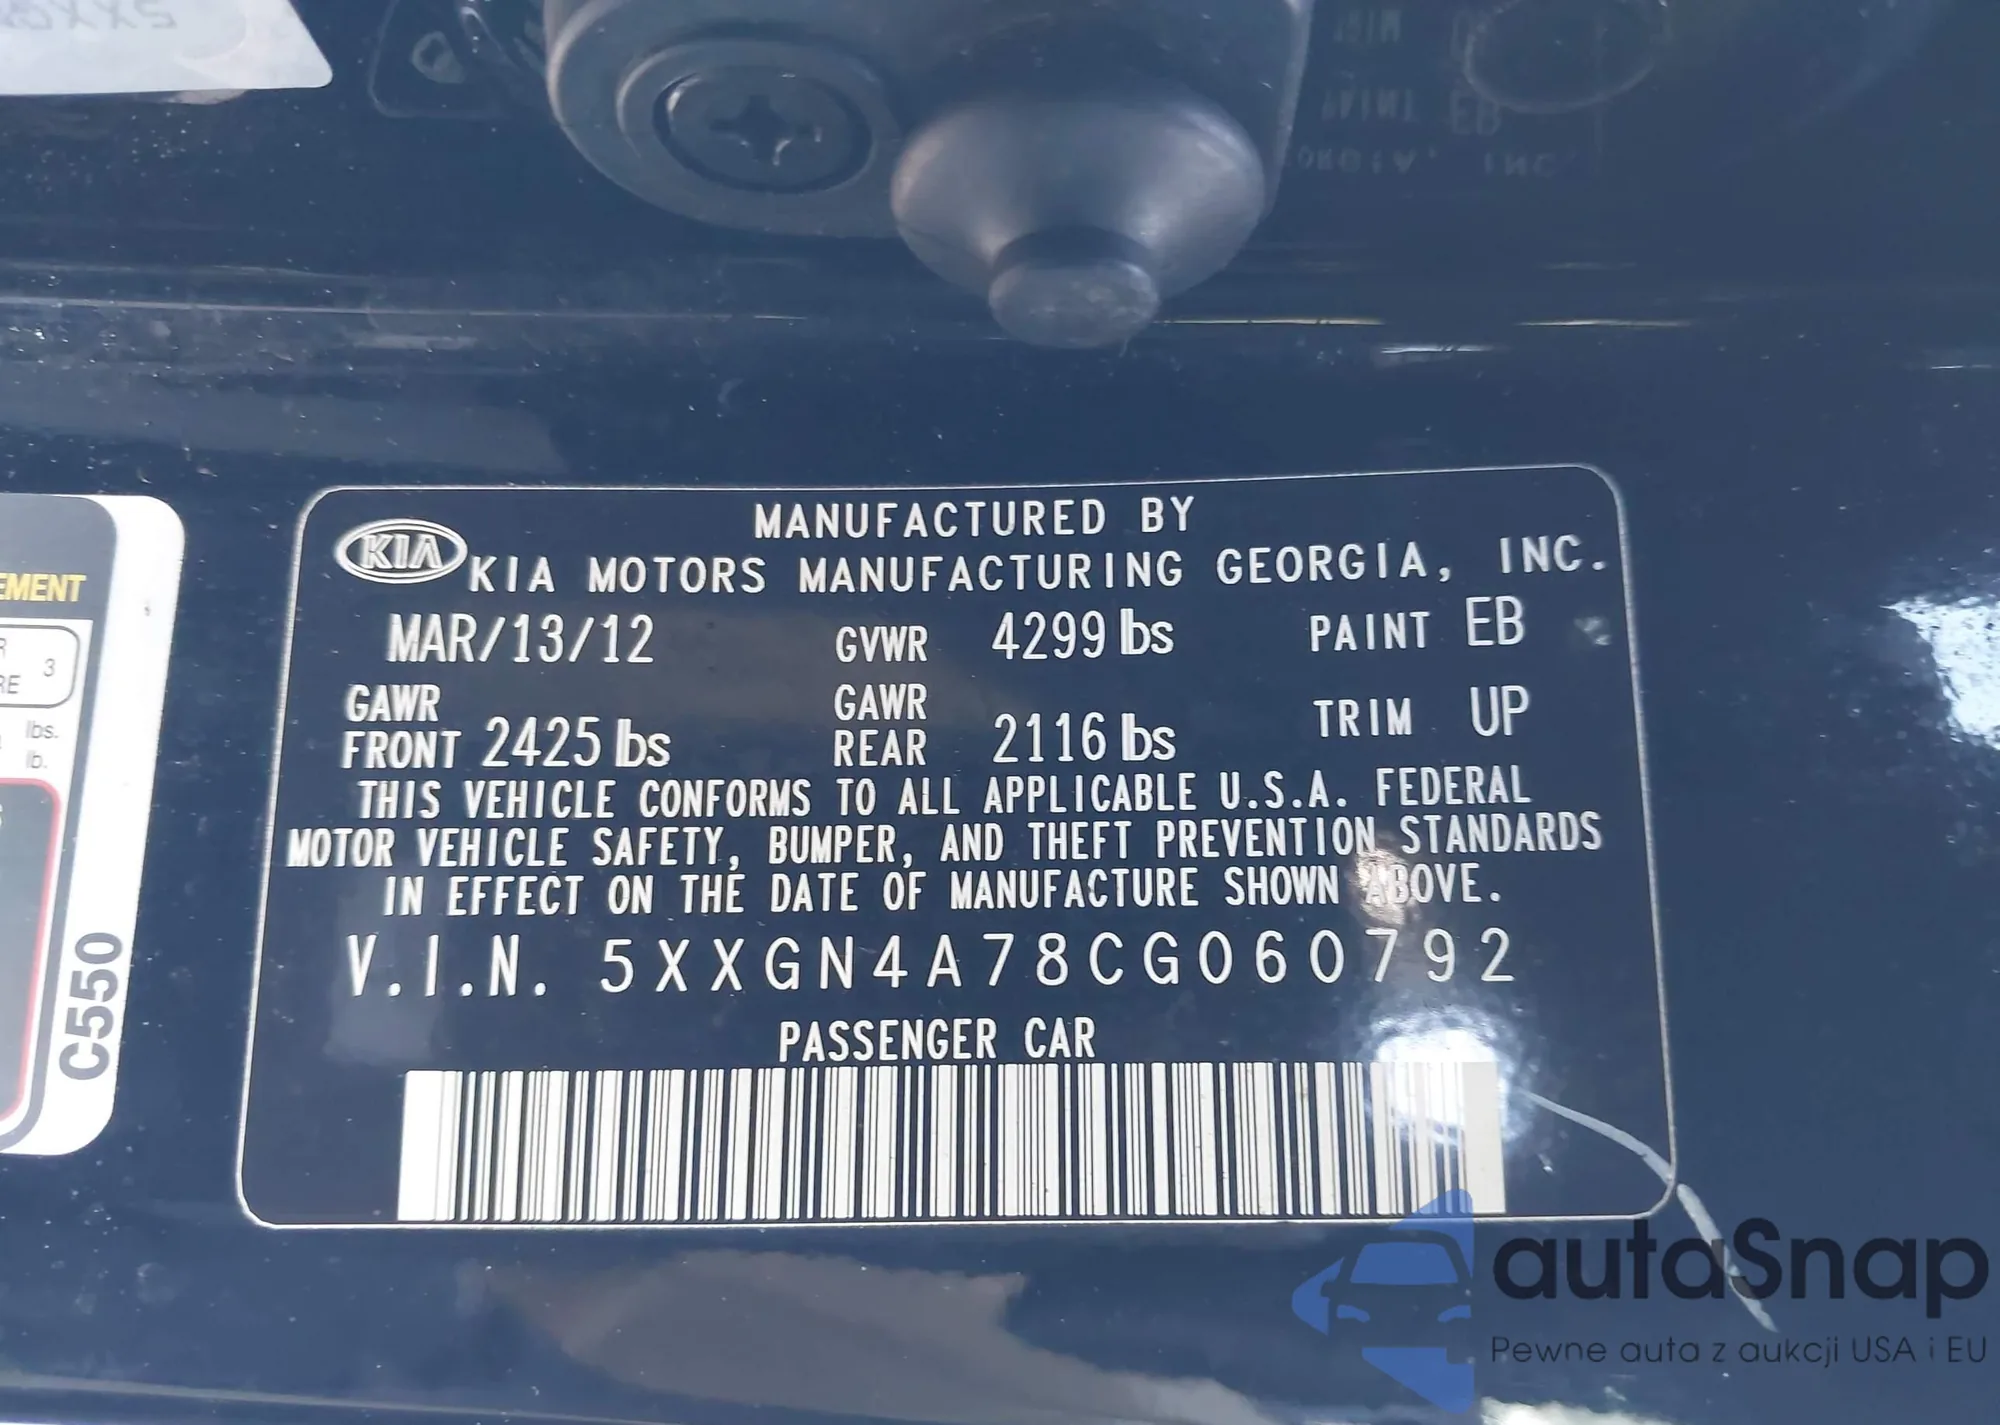 MANUFACTURED BY
KIA KIA MOTORS MANUFACTURING GEORGIA, INC.
MAR/13/12 GVWR 4299 lbs PAINT EB
GAWR FRONT 2425 lbs GAWR REAR 2116 lbs TRIM UP
THIS VEHICLE CONFORMS TO ALL APPLICABLE U.S.A. FEDERAL
MOTOR VEHICLE SAFETY, BUMPER, AND THEFT PREVENTION STANDARDS
IN EFFECT ON THE DATE OF MANUFACTURE SHOWN ABOVE.
V.I.N. 5XXGN4A78CG060792
PASSENGER CAR
3
lbs.
lb.
C550
autaSnap
Pewne auta z aukcji USA i EU